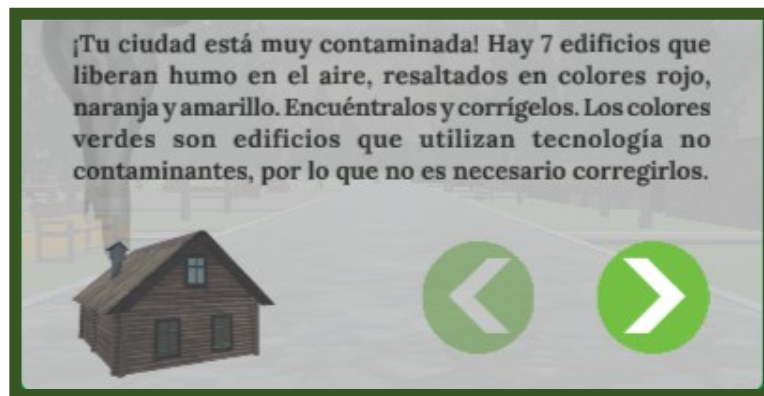 ¡Tu ciudad está muy contaminada! Hay 7 edificios que
liberan humo en el aire, resaltados en colores rojo,
naranja y amarillo. Encuéntralos y corrígelos. Los colores
verdes son edificios que utilizan tecnología no
contaminantes, por lo que no es necesario corregirlos.